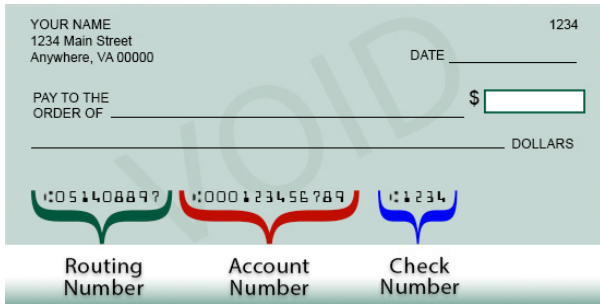 YOUR NAME 1234
1234 Main Street
Anywhere, VA 00000 DATE
PAY TO THE
ORDER OF $
DOLLARS
VOID
⑆051408897 ⑆000123456789 ⑆1234
Routing Number
Account Number
Check Number